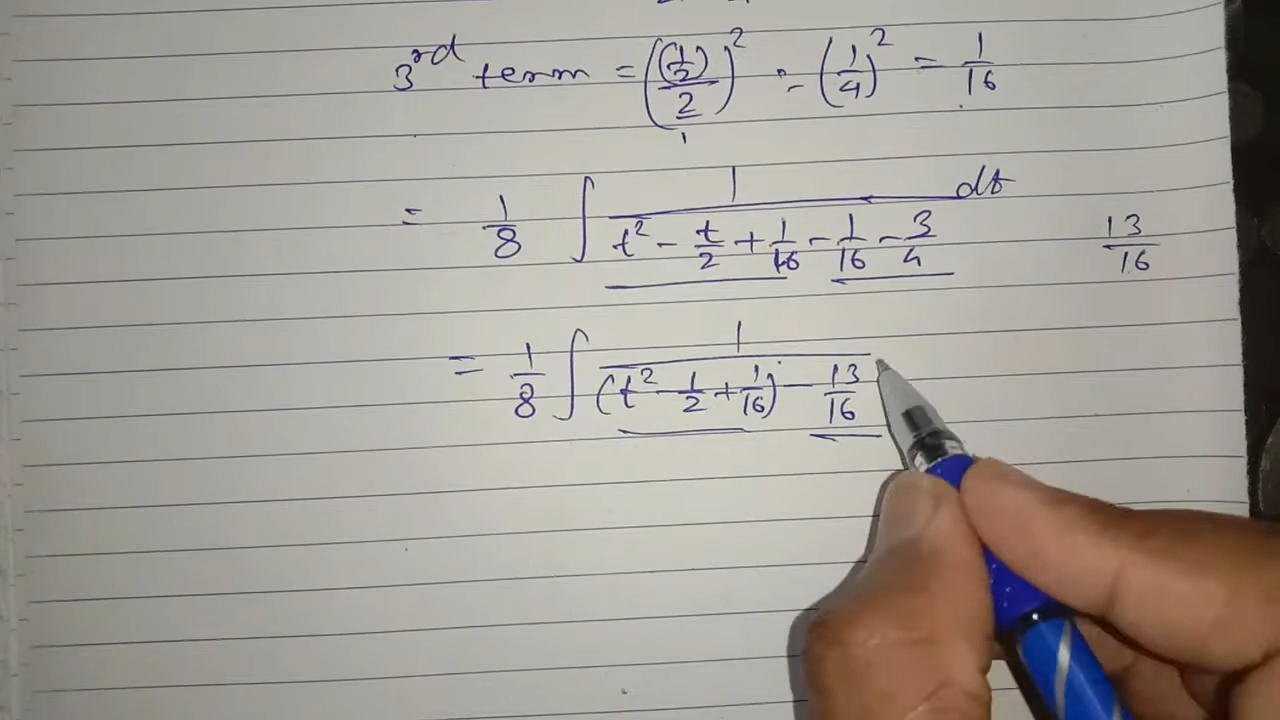 3rd term = ((1/2)/2)² = (1/4)² = 1/16
= 1/8 ∫ 1/(t² - t/2 + 1/16 - 1/16 - 3/4) dt 13/16
= 1/8 ∫ 1/((t² - 1/2 + 1/16) - 13/16)